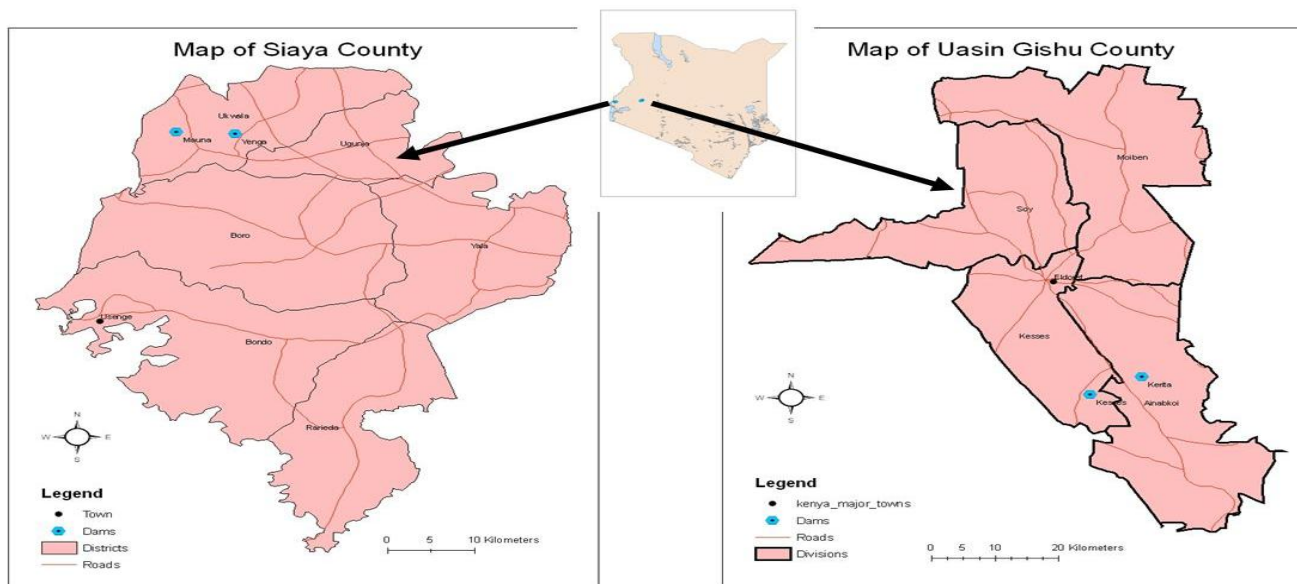 Map of Siaya County
Ukwala
Mauna
Yenga
Ugunja
Boro
Yala
Usenge
Bondo
Rarieda
N
W E
S
Legend
Town
Dams
Districts
Roads
0 5 10 Kilometers
Map of Uasin Gishu County
Moiben
Soy
Eldoret
Kesses
Kerita
Kesses
Ainabkoi
N
W E
S
Legend
kenya_major_towns
Dams
Roads
Divisions
0 5 10 20 Kilometers